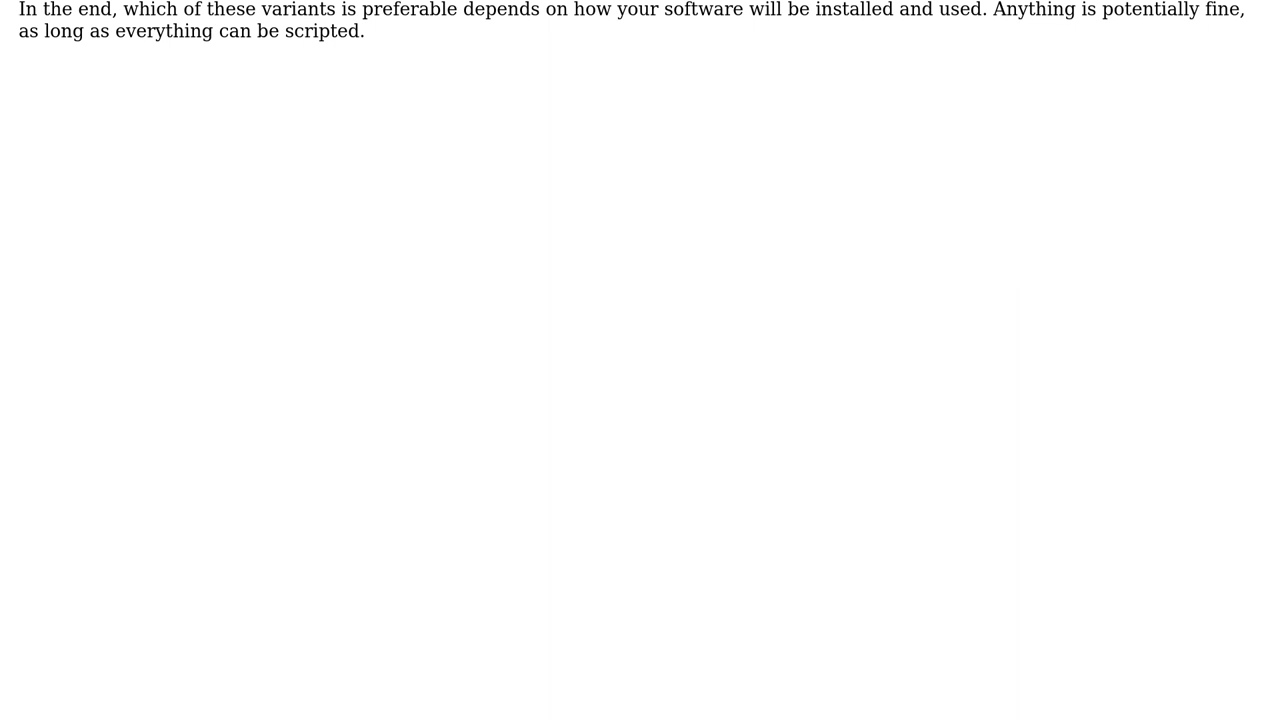 In the end, which of these variants is preferable depends on how your software will be installed and used. Anything is potentially fine,
as long as everything can be scripted.